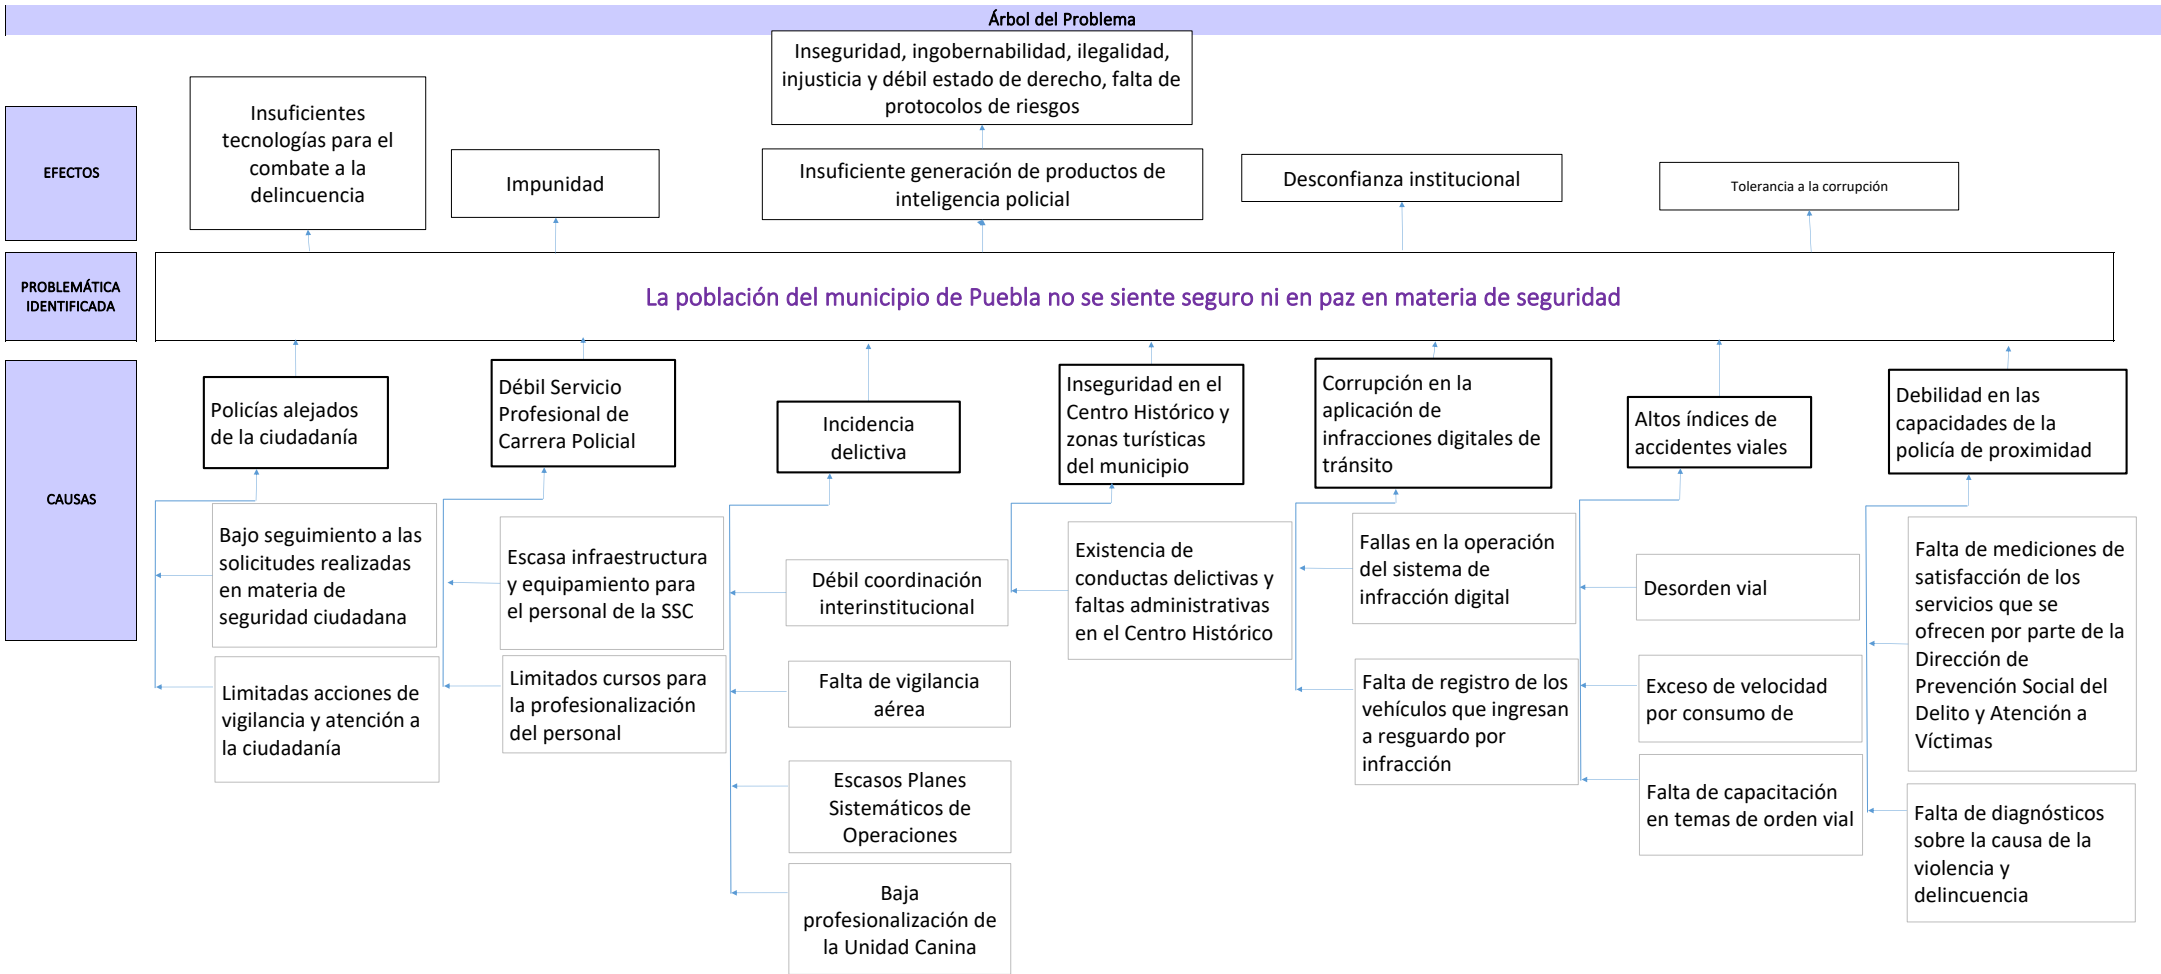 Árbol del Problema
Inseguridad, ingobernabilidad, ilegalidad,
injusticia y débil estado de derecho, falta de
protocolos de riesgos
EFECTOS
Insuficientes
tecnologías para el
combate a la
delincuencia
Impunidad
Insuficiente generación de productos de
inteligencia policial
Desconfianza institucional
Tolerancia a la corrupción
PROBLEMÁTICA
IDENTIFICADA
La población del municipio de Puebla no se siente seguro ni en paz en materia de seguridad
CAUSAS
Policías alejados
de la ciudadanía
Débil Servicio
Profesional de
Carrera Policial
Incidencia
delictiva
Inseguridad en el
Centro Histórico y
zonas turísticas
del municipio
Corrupción en la
aplicación de
infracciones digitales de
tránsito
Altos índices de
accidentes viales
Debilidad en las
capacidades de la
policía de proximidad
Bajo seguimiento a las
solicitudes realizadas
en materia de
seguridad ciudadana
Limitadas acciones de
vigilancia y atención a
la ciudadanía
Escasa infraestructura
y equipamiento para
el personal de la SSC
Limitados cursos para
la profesionalización
del personal
Débil coordinación
interinstitucional
Falta de vigilancia
aérea
Escasos Planes
Sistemáticos de
Operaciones
Baja
profesionalización de
la Unidad Canina
Existencia de
conductas delictivas y
faltas administrativas
en el Centro Histórico
Fallas en la operación
del sistema de
infracción digital
Falta de registro de los
vehículos que ingresan
a resguardo por
infracción
Desorden vial
Exceso de velocidad
por consumo de
Falta de capacitación
en temas de orden vial
Falta de mediciones de
satisfacción de los
servicios que se
ofrecen por parte de la
Dirección de
Prevención Social del
Delito y Atención a
Víctimas
Falta de diagnósticos
sobre la causa de la
violencia y
delincuencia